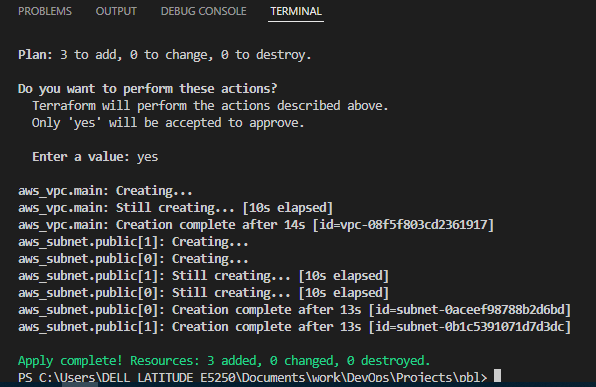 PROBLEMS OUTPUT DEBUG CONSOLE TERMINAL
Plan: 3 to add, 0 to change, 0 to destroy.
Do you want to perform these actions?
Terraform will perform the actions described above.
Only 'yes' will be accepted to approve.
Enter a value: yes
aws_vpc.main: Creating...
aws_vpc.main: Still creating... [10s elapsed]
aws_vpc.main: Creation complete after 14s [id=vpc-08f5f803cd2361917]
aws_subnet.public[1]: Creating...
aws_subnet.public[0]: Creating...
aws_subnet.public[1]: Still creating... [10s elapsed]
aws_subnet.public[0]: Still creating... [10s elapsed]
aws_subnet.public[0]: Creation complete after 13s [id=subnet-0aceef98788b2d6bd]
aws_subnet.public[1]: Creation complete after 13s [id=subnet-0b1c5391071d7d3dc]
Apply complete! Resources: 3 added, 0 changed, 0 destroyed.
PS C:\Users\DELL LATITUDE E5250\Documents\work\DevOps\Projects\pbl>